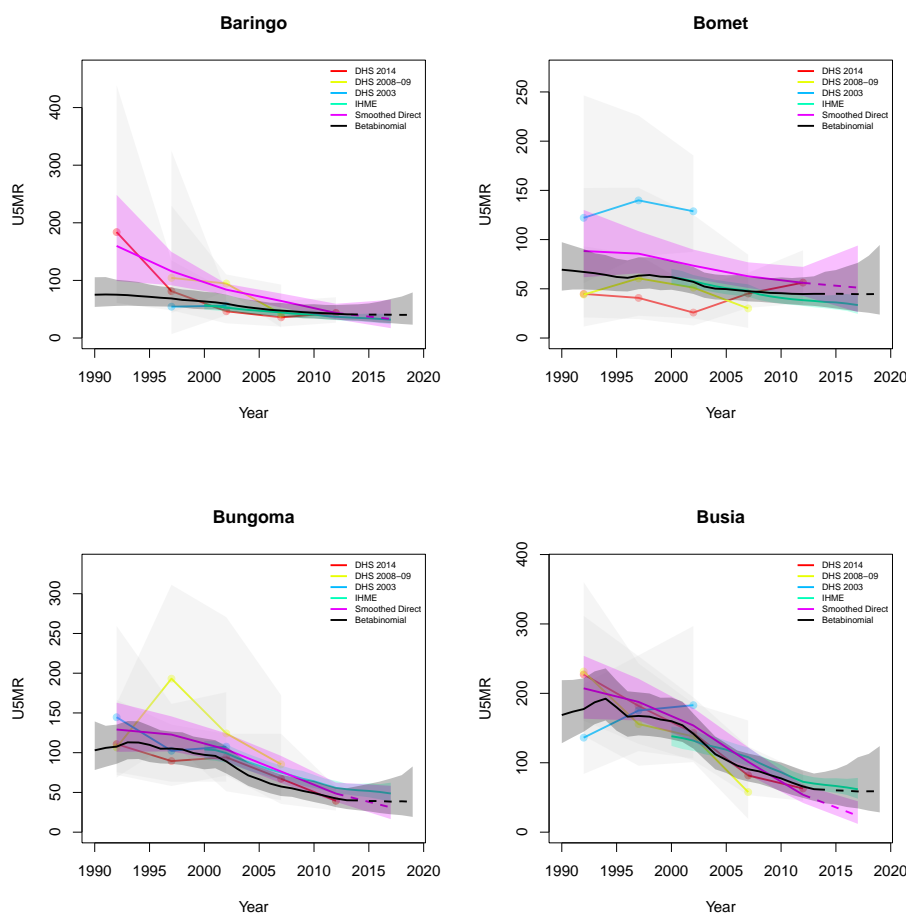 Baringo
U5MR
0
100
200
300
400
1990
1995
2000
2005
2010
2015
2020
Year
DHS 2014
DHS 2008−09
DHS 2003
IHME
Smoothed Direct
Betabinomial
Bomet
U5MR
0
50
100
150
200
250
1990
1995
2000
2005
2010
2015
2020
Year
DHS 2014
DHS 2008−09
DHS 2003
IHME
Smoothed Direct
Betabinomial
Bungoma
U5MR
0
50
100
150
200
250
300
1990
1995
2000
2005
2010
2015
2020
Year
DHS 2014
DHS 2008−09
DHS 2003
IHME
Smoothed Direct
Betabinomial
Busia
U5MR
0
100
200
300
400
1990
1995
2000
2005
2010
2015
2020
Year
DHS 2014
DHS 2008−09
DHS 2003
IHME
Smoothed Direct
Betabinomial